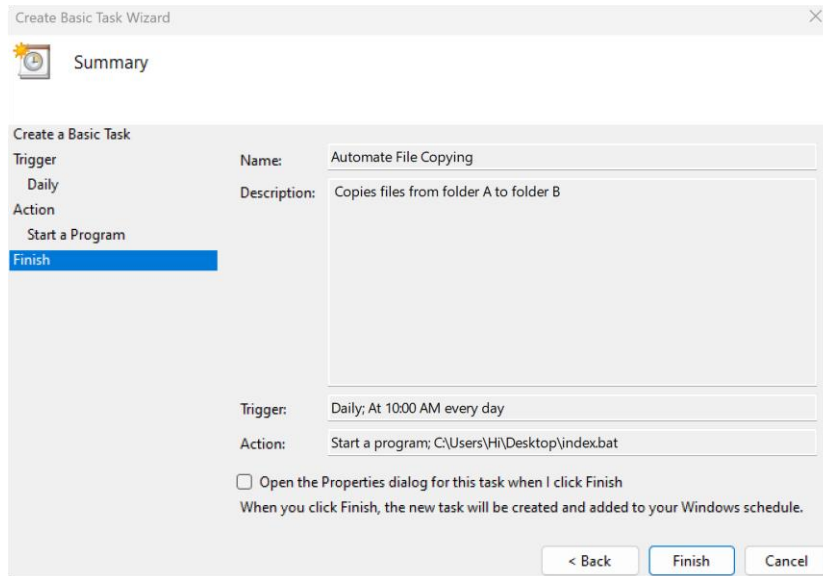 Create Basic Task Wizard
Summary
Create a Basic Task
Trigger
Daily
Action
Start a Program
Finish
Name: Automate File Copying
Description: Copies files from folder A to folder B
Trigger: Daily; At 10:00 AM every day
Action: Start a program; C:\Users\Hi\Desktop\index.bat
Open the Properties dialog for this task when I click Finish
When you click Finish, the new task will be created and added to your Windows schedule.
< Back Finish Cancel